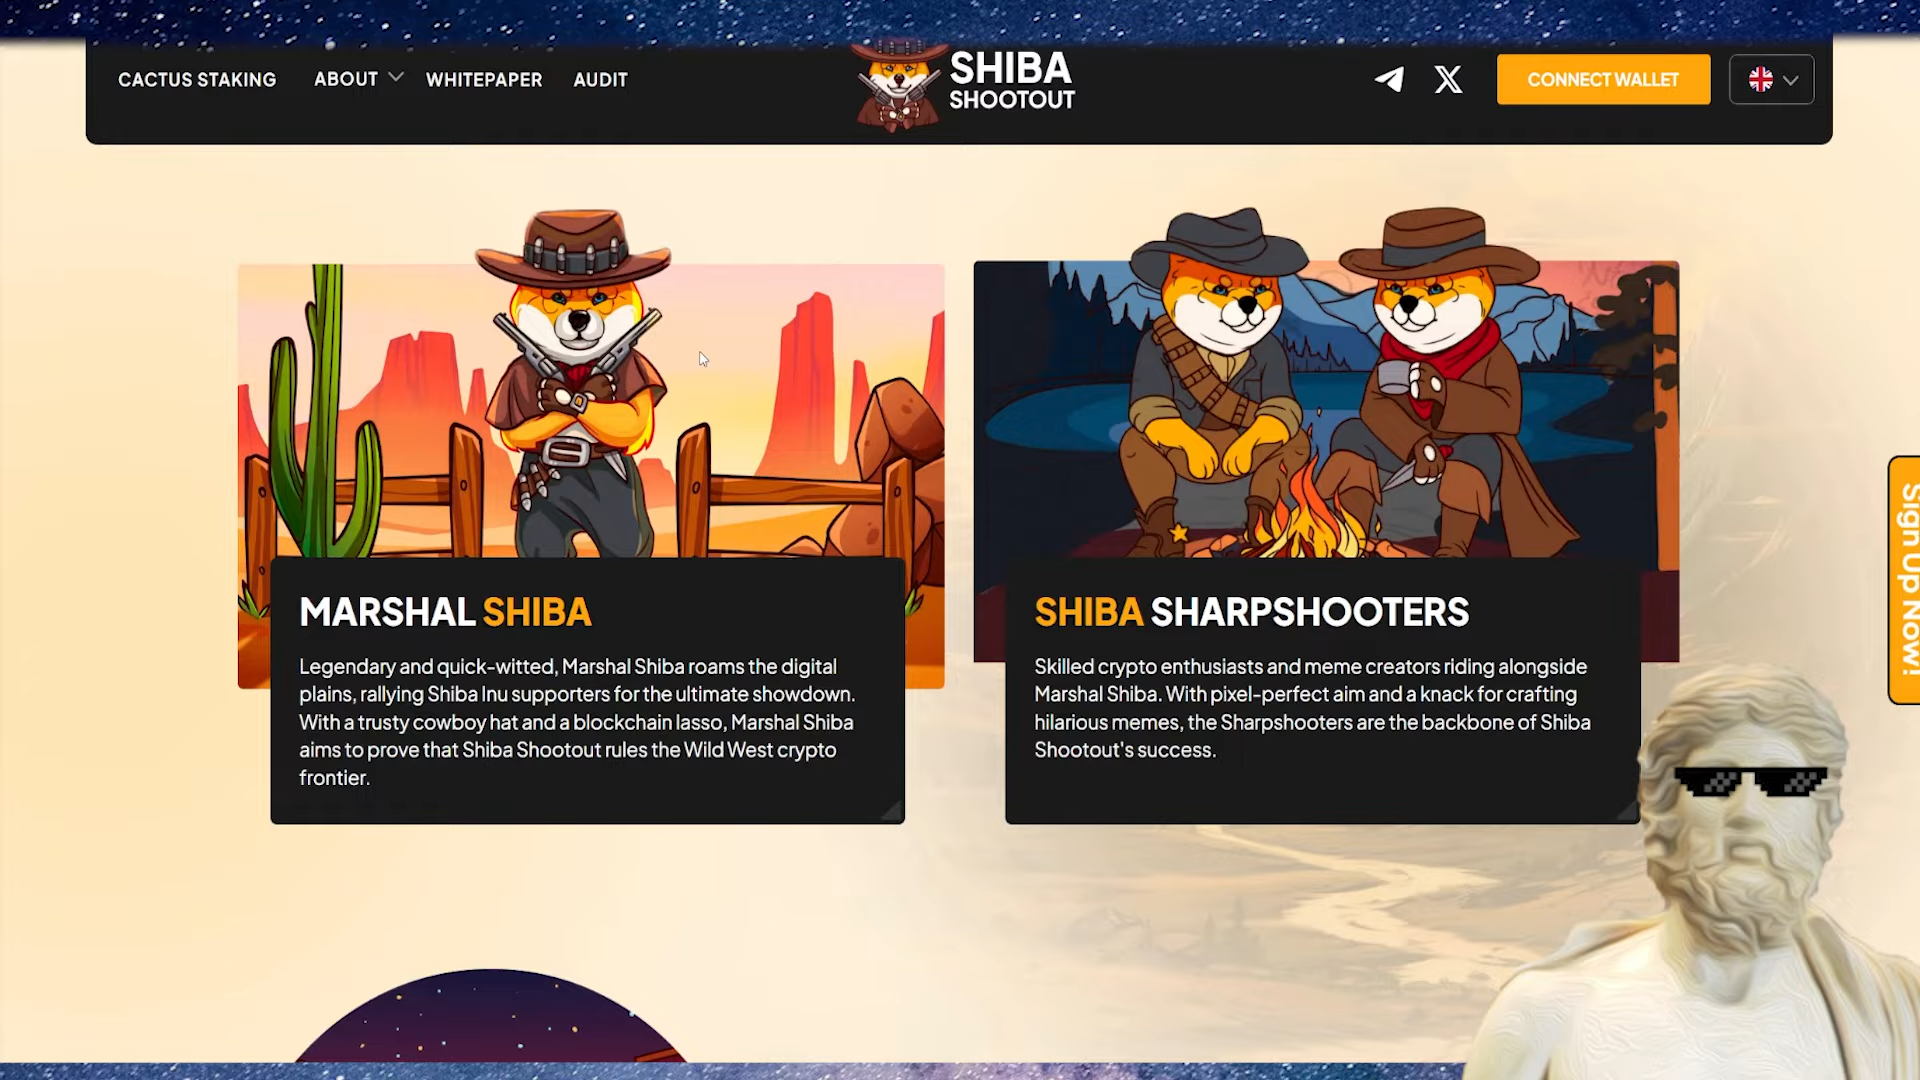 CACTUS STAKING ABOUT WHITEPAPER AUDIT
SHIBA
SHOOTOUT
CONNECT WALLET
MARSHAL SHIBA
Legendary and quick-witted, Marshal Shiba roams the digital
plains, rallying Shiba Inu supporters for the ultimate showdown.
With a trusty cowboy hat and a blockchain lasso, Marshal Shiba
aims to prove that Shiba Shootout rules the Wild West crypto
frontier.
SHIBA SHARPSHOOTERS
Skilled crypto enthusiasts and meme creators riding alongside
Marshal Shiba. With pixel-perfect aim and a knack for crafting
hilarious memes, the Sharpshooters are the backbone of Shiba
Shootout's success.
Sign Up Now!